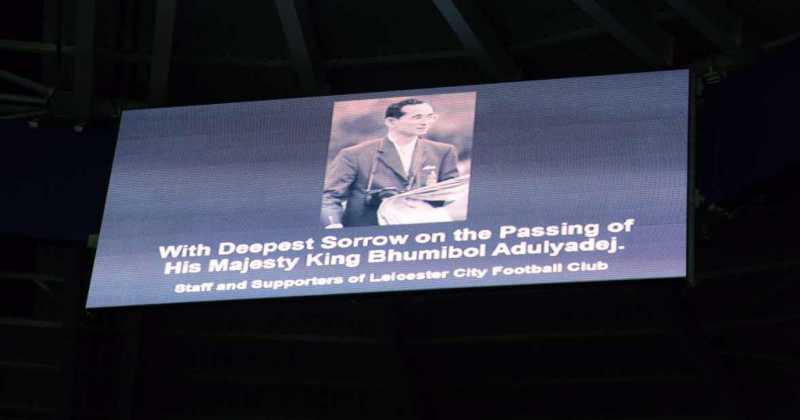 With Deepest Sorrow on the Passing of
His Majesty King Bhumibol Adulyadej.
Staff and Supporters of Leicester City Football Club